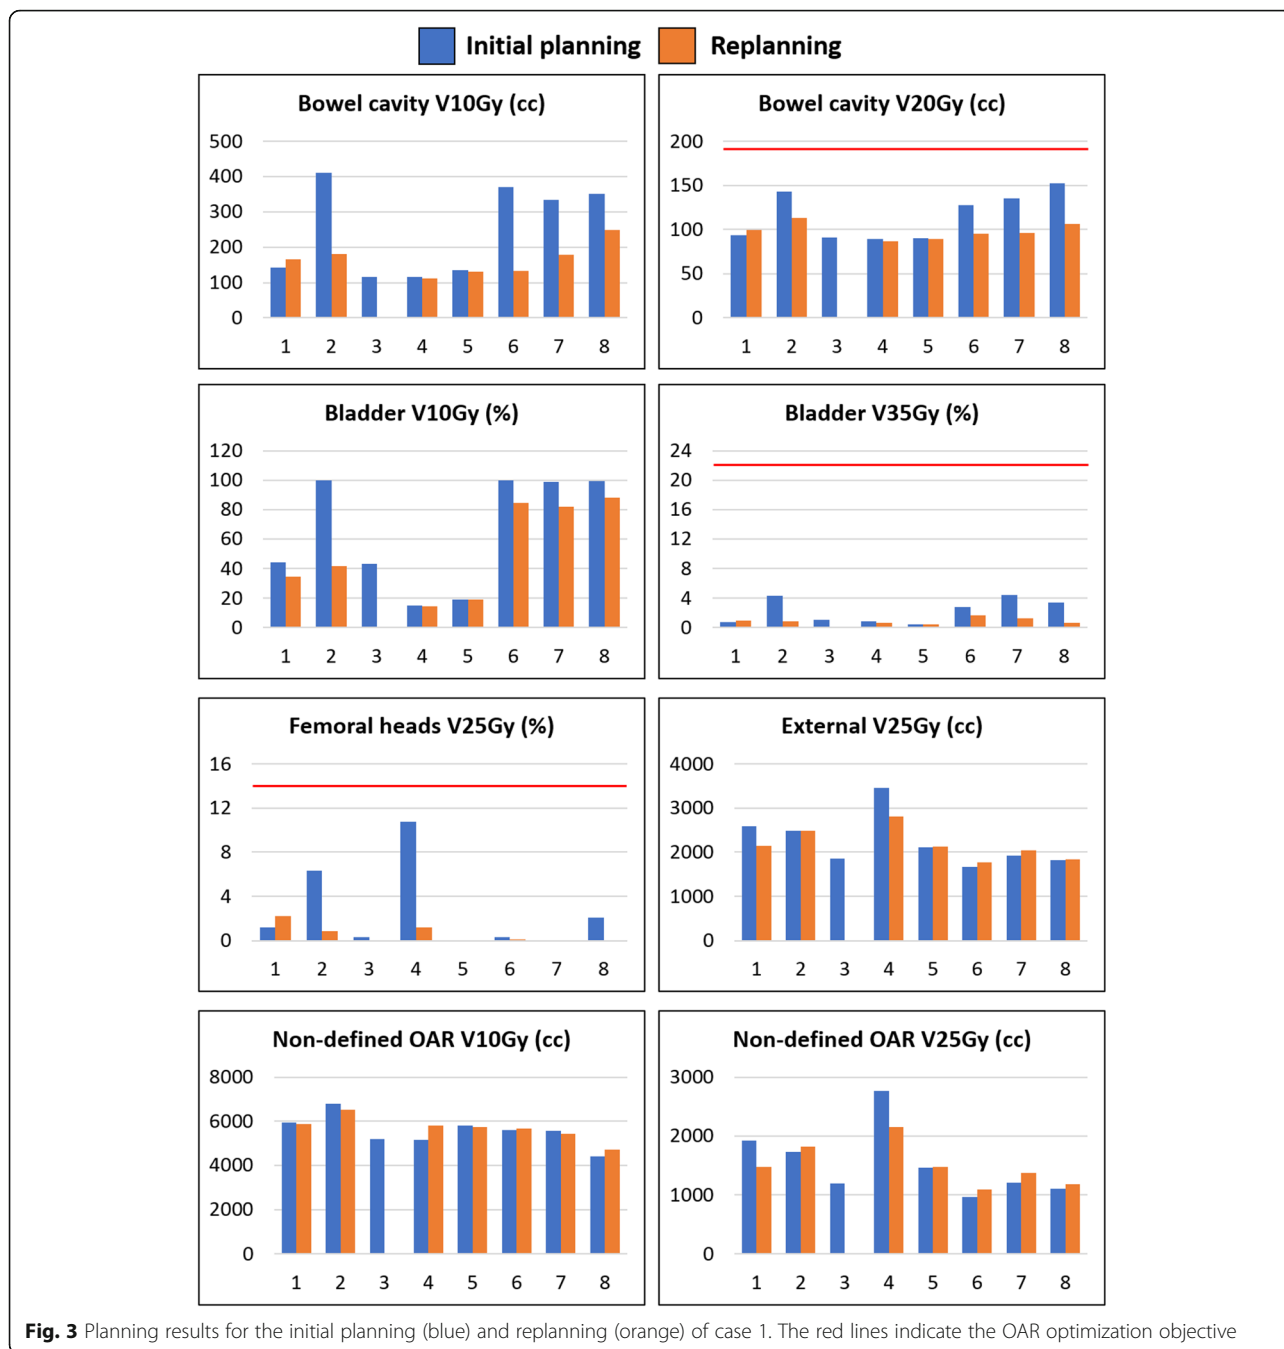 Initial planning Replanning
Bowel cavity V10Gy (cc)
500
400
300
200
100
0
1 2 3 4 5 6 7 8
Bowel cavity V20Gy (cc)
200
150
100
50
0
1 2 3 4 5 6 7 8
Bladder V10Gy (%)
120
100
80
60
40
20
0
1 2 3 4 5 6 7 8
Bladder V35Gy (%)
24
20
16
12
8
4
0
1 2 3 4 5 6 7 8
Femoral heads V25Gy (%)
16
12
8
4
0
1 2 3 4 5 6 7 8
External V25Gy (cc)
4000
3000
2000
1000
0
1 2 3 4 5 6 7 8
Non-defined OAR V10Gy (cc)
8000
6000
4000
2000
0
1 2 3 4 5 6 7 8
Non-defined OAR V25Gy (cc)
3000
2000
1000
0
1 2 3 4 5 6 7 8
Fig. 3 Planning results for the initial planning (blue) and replanning (orange) of case 1. The red lines indicate the OAR optimization objective